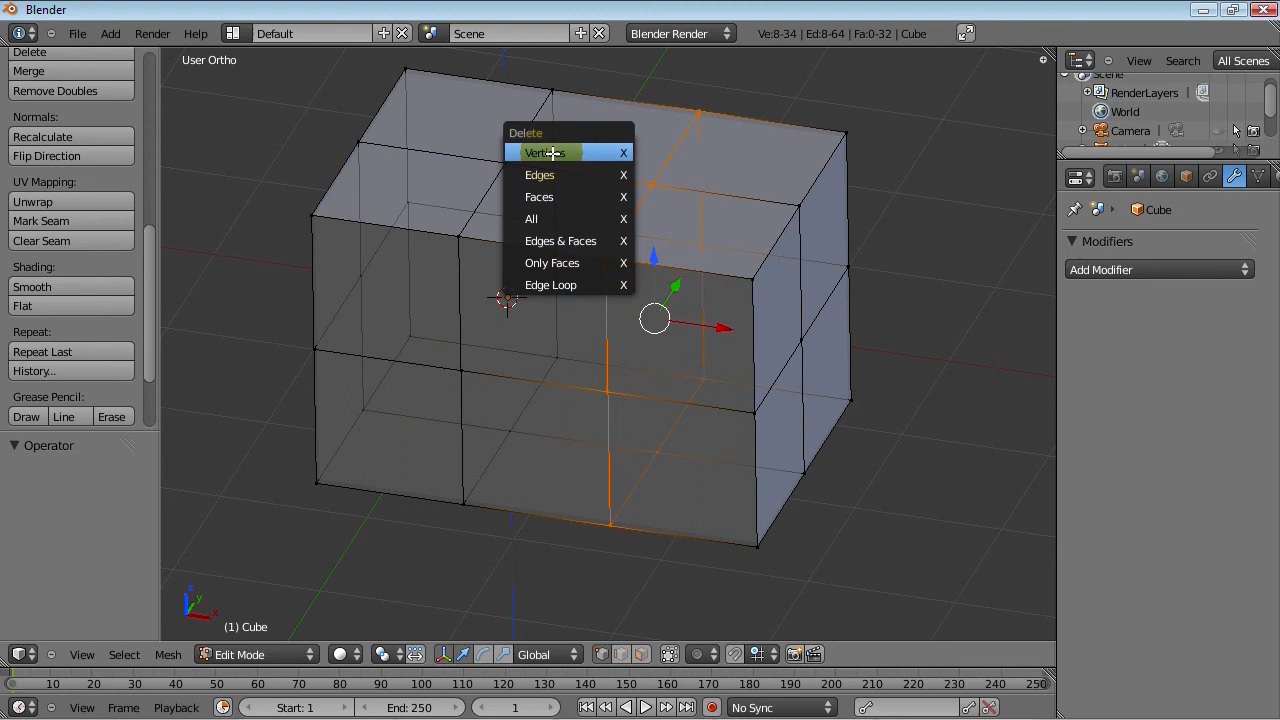 Blender
File Add Render Help Default Scene Blender Render Ve:8-34 | Ed:8-64 | Fa:0-32 | Cube
View Search All Scenes
Delete
Merge
Remove Doubles
Normals:
Recalculate
Flip Direction
UV Mapping:
Unwrap
Mark Seam
Clear Seam
Shading:
Smooth
Flat
Repeat:
Repeat Last
History...
Grease Pencil:
Draw Line Erase
Operator
User Ortho
Delete
Vertices X
Edges X
Faces X
All X
Edges & Faces X
Only Faces X
Edge Loop X
z
y
x
(1) Cube
Scene
RenderLayers
World
Camera
Cube
Modifiers
Add Modifier
View Select Mesh Edit Mode Global
10 20 30 40 50 60 70 80 90 100 110 120 130 140 150 160 170 180 190 200 210 220 230 240 250
View Frame Playback Start: 1 End: 250 1 No Sync